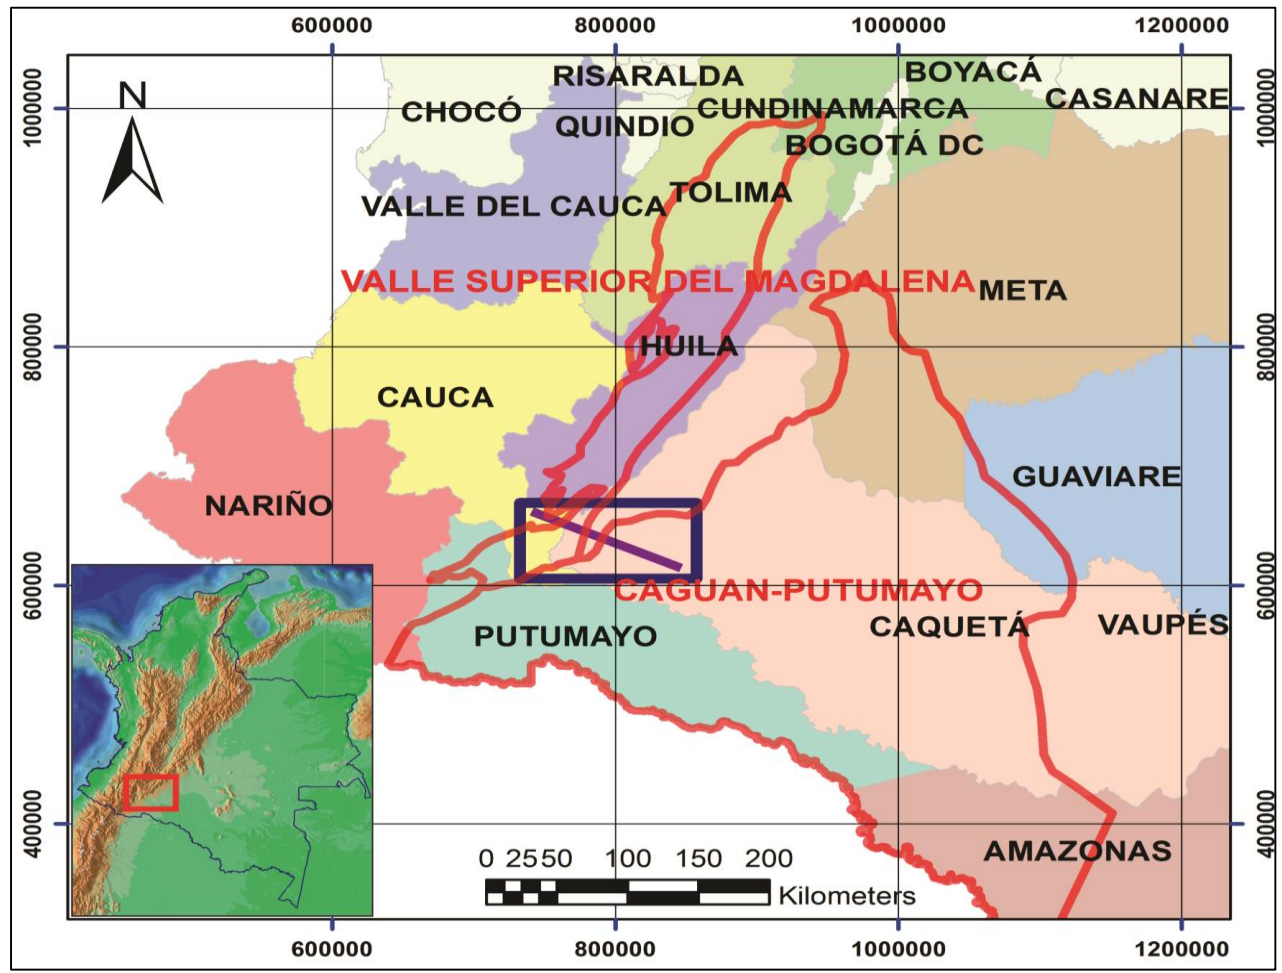 600000 800000 1000000 1200000
BOYACÁ
RISARALDA
CASANARE
N
CHOCÓ
CUNDINAMARCA
1000000
1000000
QUINDIO
BOGOTÁ DC
TOLIMA
VALLE DEL CAUCA
VALLE SUPERIOR DEL MAGDALENA
META
HUILA
800000
800000
CAUCA
GUAVIARE
NARIÑO
600000
600000
CAGUAN-PUTUMAYO
CAQUETÁ
VAUPÉS
PUTUMAYO
400000
400000
AMAZONAS
0 25 50 100 150 200
Kilometers
600000 800000 1000000 1200000